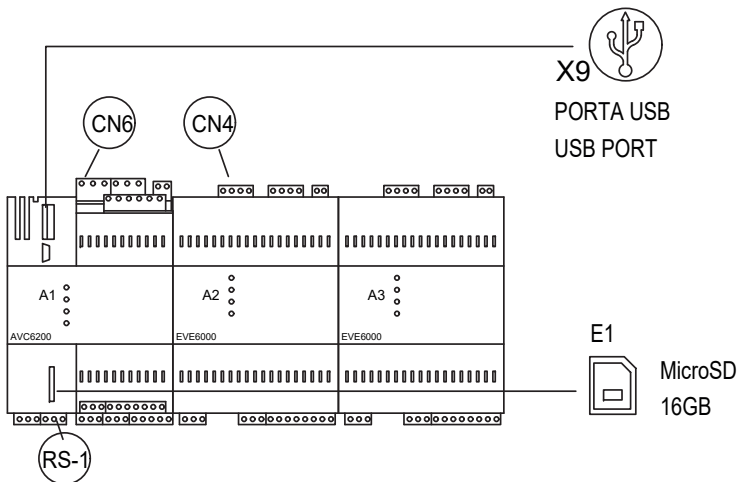 X9
PORTA USB
USB PORT
CN6
CN4
A1
A2
A3
AVC6200
EVE6000
EVE6000
E1
MicroSD
16GB
RS-1